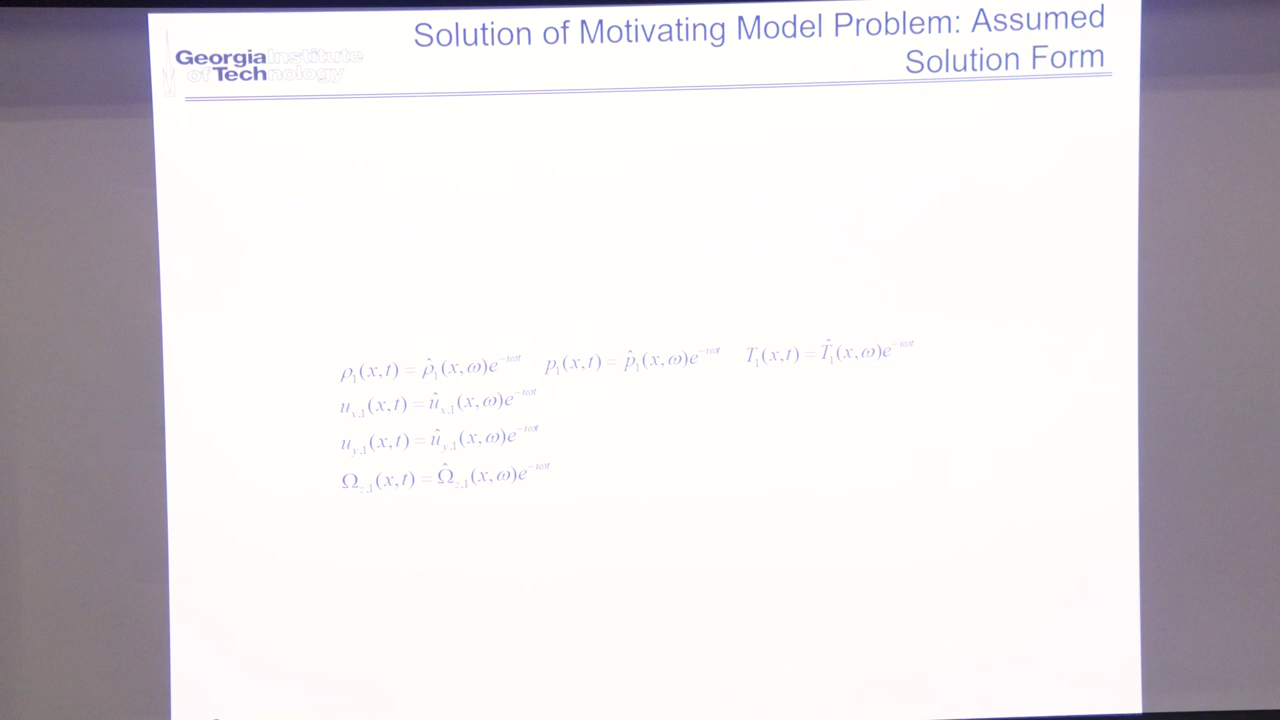 Solution of Motivating Model Problem: Assumed
Solution Form
Georgia Institute
of Technology
ρ₁(x,t) = ρ̂₁(x,ω)e^{-iωt} p₁(x,t) = p̂₁(x,ω)e^{-iωt} T₁(x,t) = T̂₁(x,ω)e^{-iωt}
u_{x,1}(x,t) = û_{x,1}(x,ω)e^{-iωt}
u_{y,1}(x,t) = û_{y,1}(x,ω)e^{-iωt}
Ω_{z,1}(x,t) = Ω̂_{z,1}(x,ω)e^{-iωt}